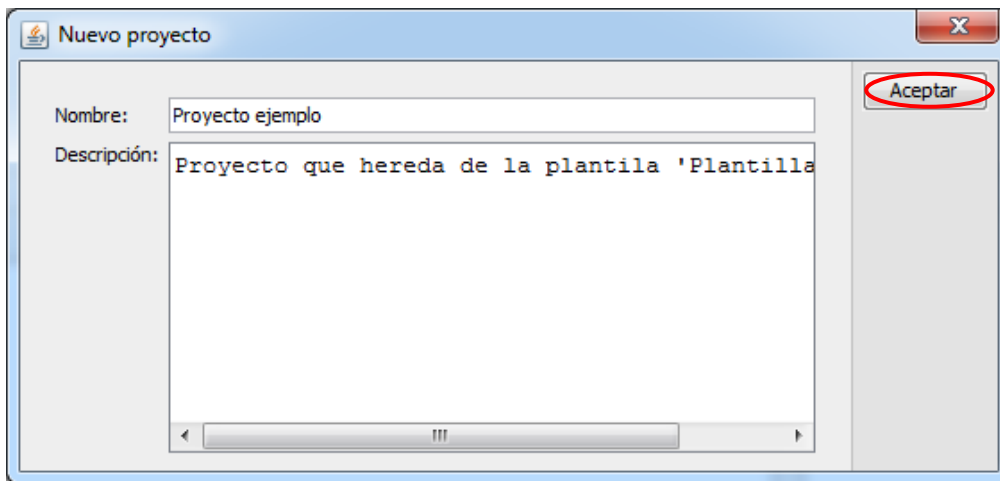 Nuevo proyecto
Aceptar
Nombre: Proyecto ejemplo
Descripción: Proyecto que hereda de la plantila 'Plantilla